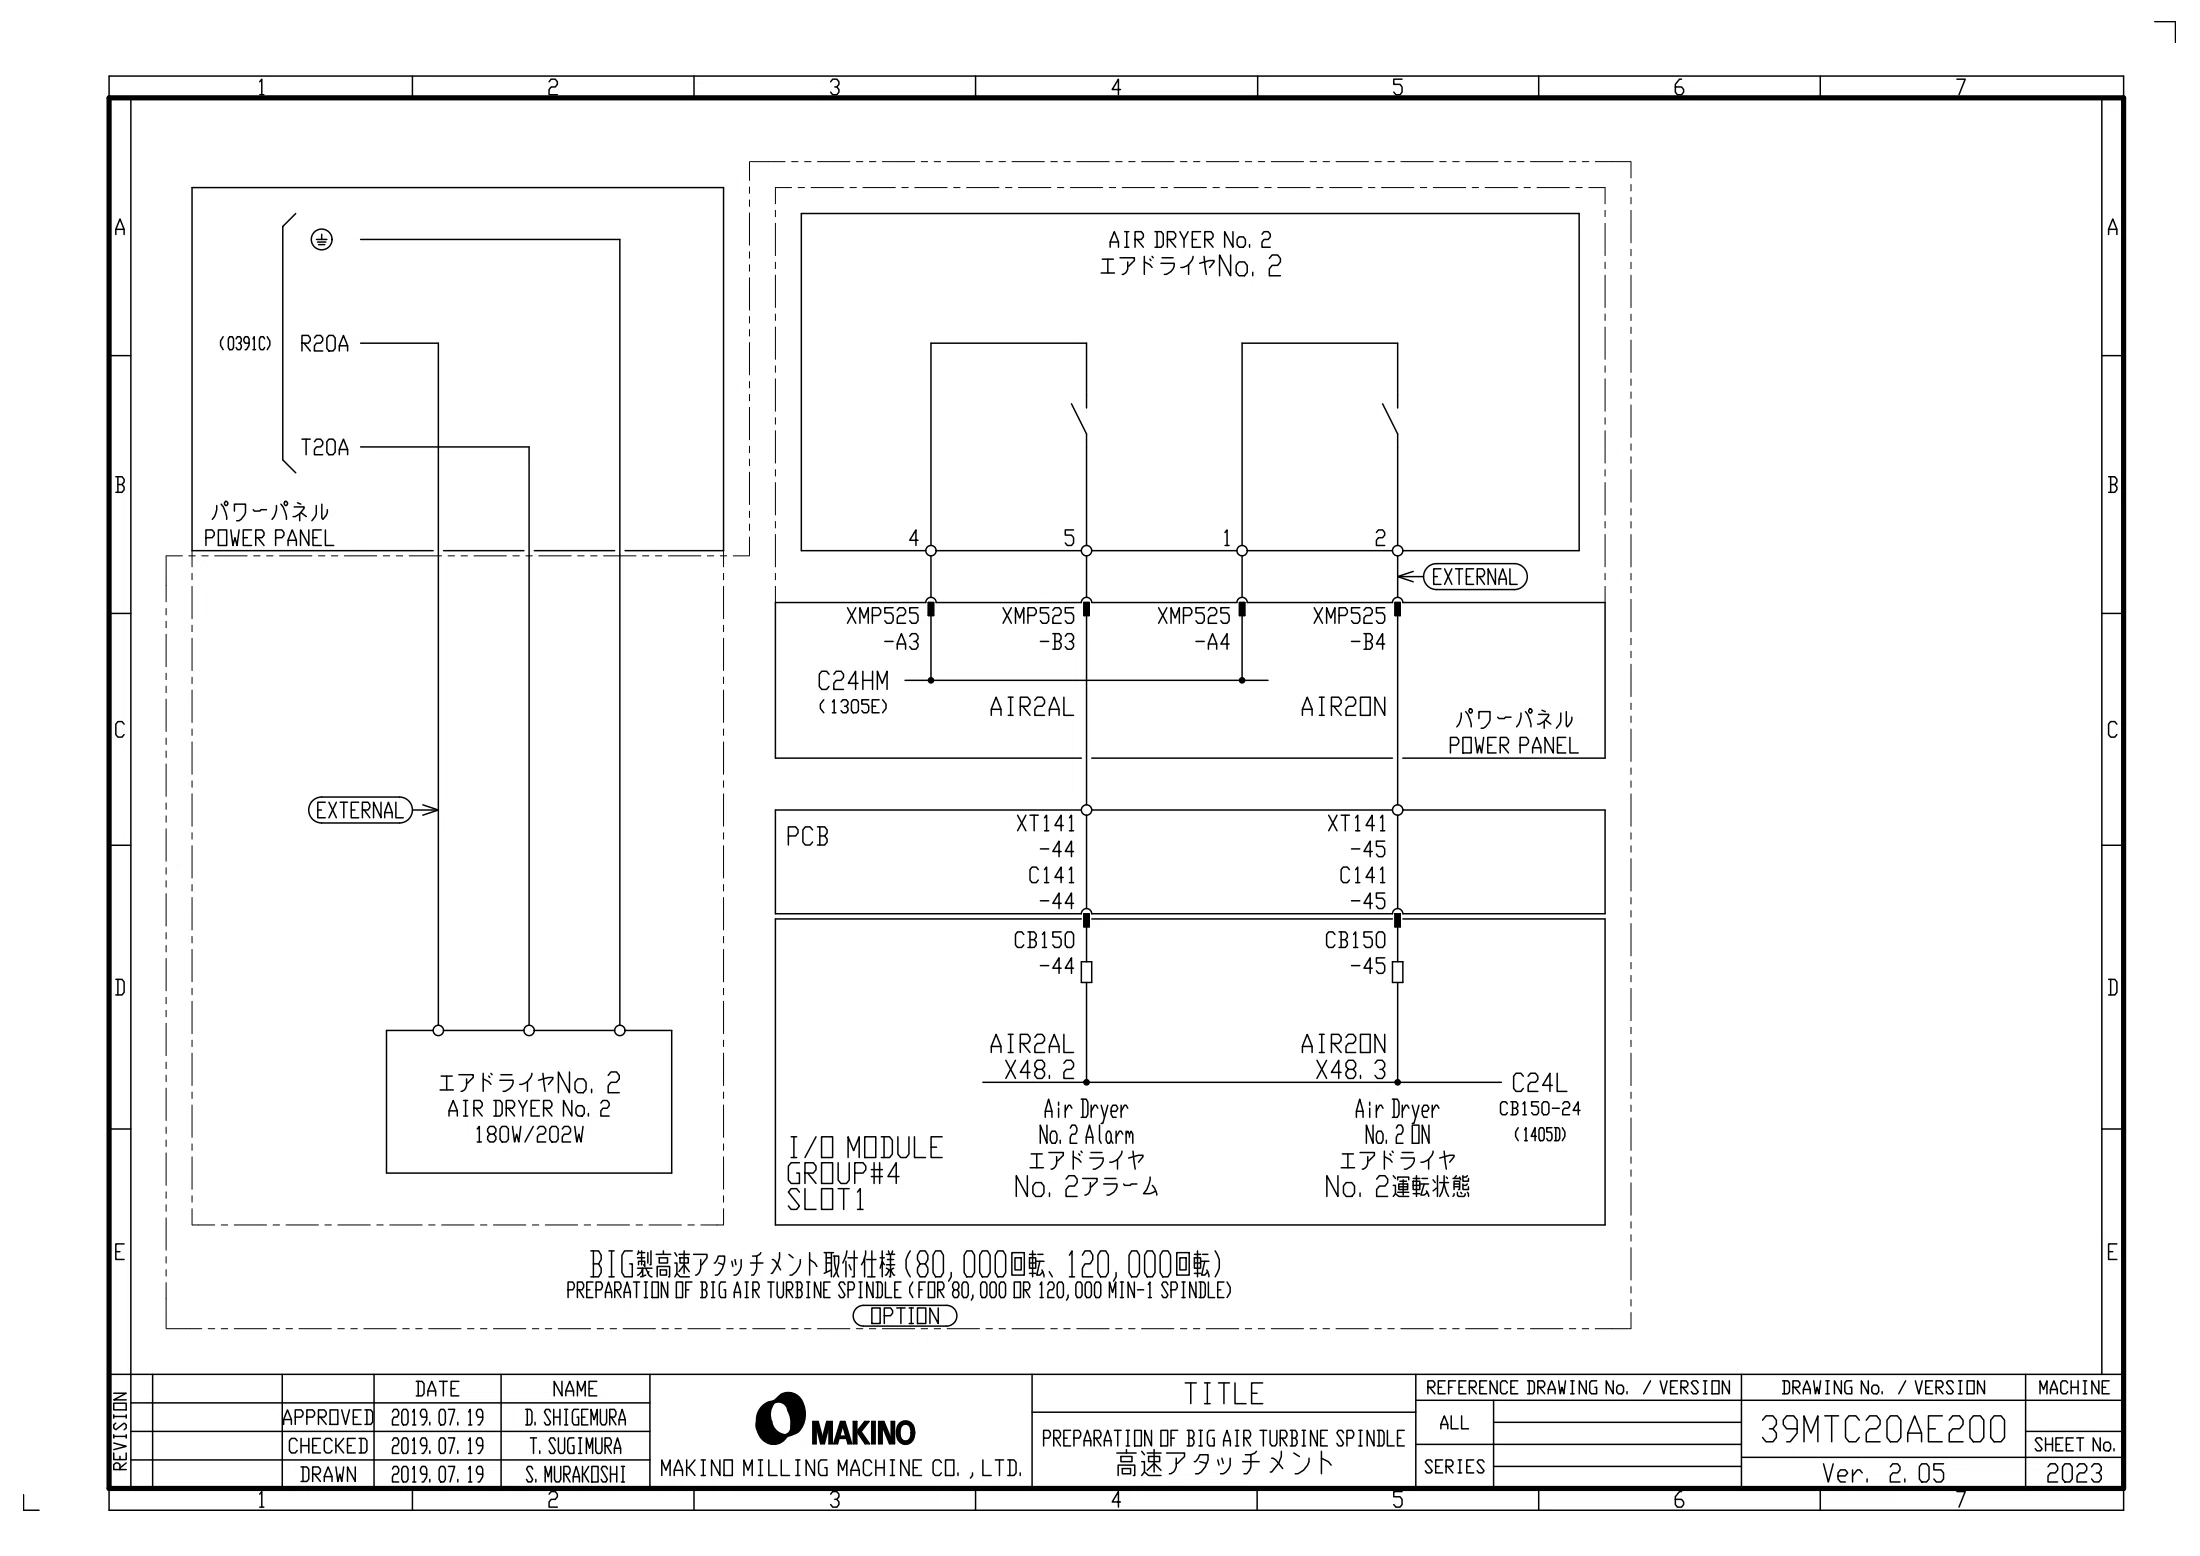 1 2 3 4 5 6 7
A A
B B
C C
D D
E E
(0391C)
R20A
T20A
パワーパネル
POWER PANEL
EXTERNAL
エアドライヤNo. 2
AIR DRYER No. 2
180W/202W
AIR DRYER No. 2
エアドライヤNo. 2
4 5 1 2
EXTERNAL
XMP525 XMP525 XMP525 XMP525
-A3 -B3 -A4 -B4
C24HM
(1305E)
AIR2AL AIR2ON
パワーパネル
POWER PANEL
PCB
XT141 XT141
-44 -45
C141 C141
-44 -45
CB150 CB150
-44 -45
AIR2AL AIR2ON
X48. 2 X48. 3
C24L
CB150-24
(1405D)
Air Dryer
No. 2 Alarm
エアドライヤ
No. 2アラーム
Air Dryer
No. 2 ON
エアドライヤ
No. 2運転状態
I/O MODULE
GROUP#4
SLOT1
BIG製高速アタッチメント取付仕様(80, 000回転、120, 000回転)
PREPARATION OF BIG AIR TURBINE SPINDLE (FOR 80, 000 OR 120, 000 MIN-1 SPINDLE)
OPTION
REVISION
DATE NAME
APPROVED 2019. 07. 19 D. SHIGEMURA
CHECKED 2019. 07. 19 T. SUGIMURA
DRAWN 2019. 07. 19 S. MURAKOSHI
MAKINO
MAKINO MILLING MACHINE CO. , LTD.
TITLE
PREPARATION OF BIG AIR TURBINE SPINDLE
高速アタッチメント
REFERENCE DRAWING No. / VERSION
ALL
SERIES
DRAWING No. / VERSION
39MTC20AE200
Ver. 2. 05
MACHINE
SHEET No.
2023
1 2 3 4 5 6 7